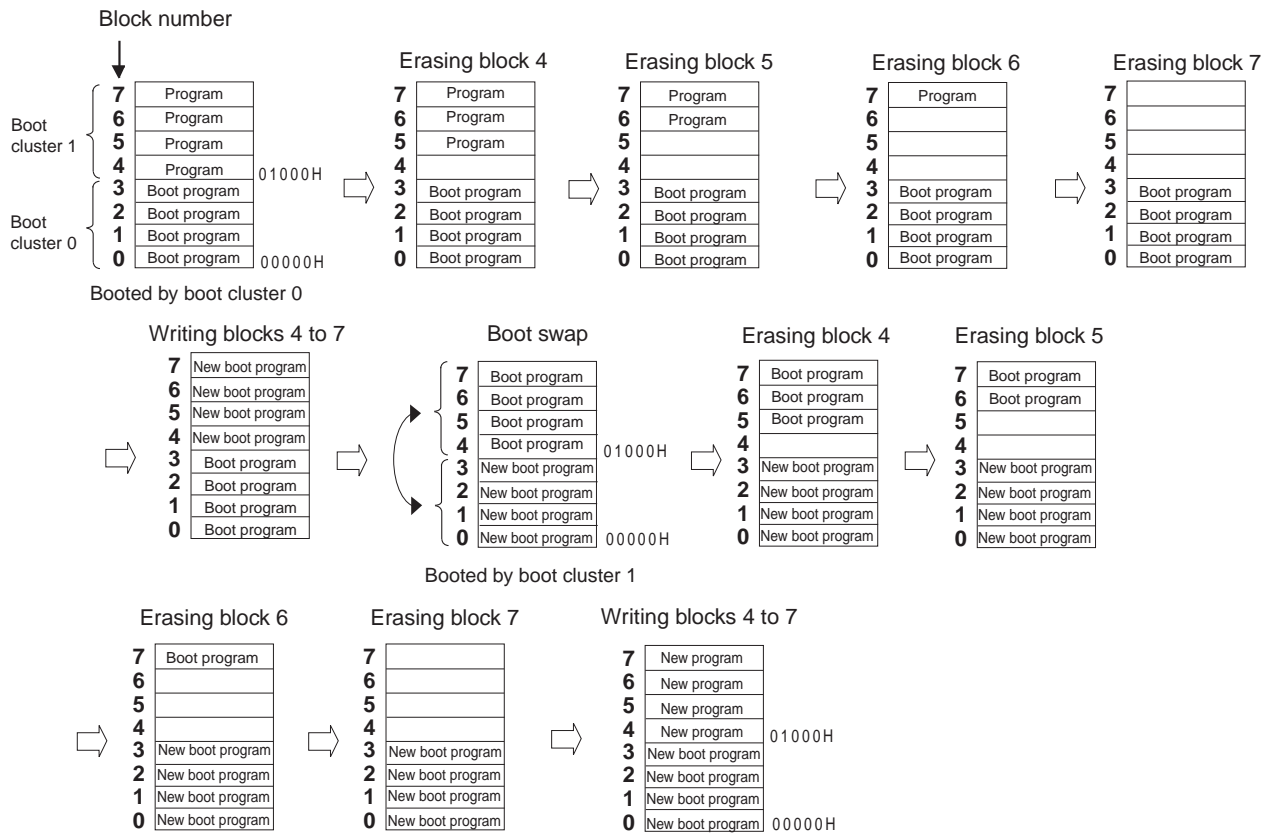 Block number
Boot
cluster 1
Boot
cluster 0
7 Program
6 Program
5 Program
4 Program
01000H
3 Boot program
2 Boot program
1 Boot program
0 Boot program
00000H
Booted by boot cluster 0
Erasing block 4
7 Program
6 Program
5 Program
4
3 Boot program
2 Boot program
1 Boot program
0 Boot program
Erasing block 5
7 Program
6 Program
5
4
3 Boot program
2 Boot program
1 Boot program
0 Boot program
Erasing block 6
7 Program
6
5
4
3 Boot program
2 Boot program
1 Boot program
0 Boot program
Erasing block 7
7
6
5
4
3 Boot program
2 Boot program
1 Boot program
0 Boot program
Writing blocks 4 to 7
7 New boot program
6 New boot program
5 New boot program
4 New boot program
3 Boot program
2 Boot program
1 Boot program
0 Boot program
Boot swap
7 Boot program
6 Boot program
5 Boot program
4 Boot program
01000H
3 New boot program
2 New boot program
1 New boot program
0 New boot program
00000H
Booted by boot cluster 1
Erasing block 4
7 Boot program
6 Boot program
5 Boot program
4
3 New boot program
2 New boot program
1 New boot program
0 New boot program
Erasing block 5
7 Boot program
6 Boot program
5
4
3 New boot program
2 New boot program
1 New boot program
0 New boot program
Erasing block 6
7 Boot program
6
5
4
3 New boot program
2 New boot program
1 New boot program
0 New boot program
Erasing block 7
7
6
5
4
3 New boot program
2 New boot program
1 New boot program
0 New boot program
Writing blocks 4 to 7
7 New program
6 New program
5 New program
4 New program
01000H
3 New boot program
2 New boot program
1 New boot program
0 New boot program
00000H